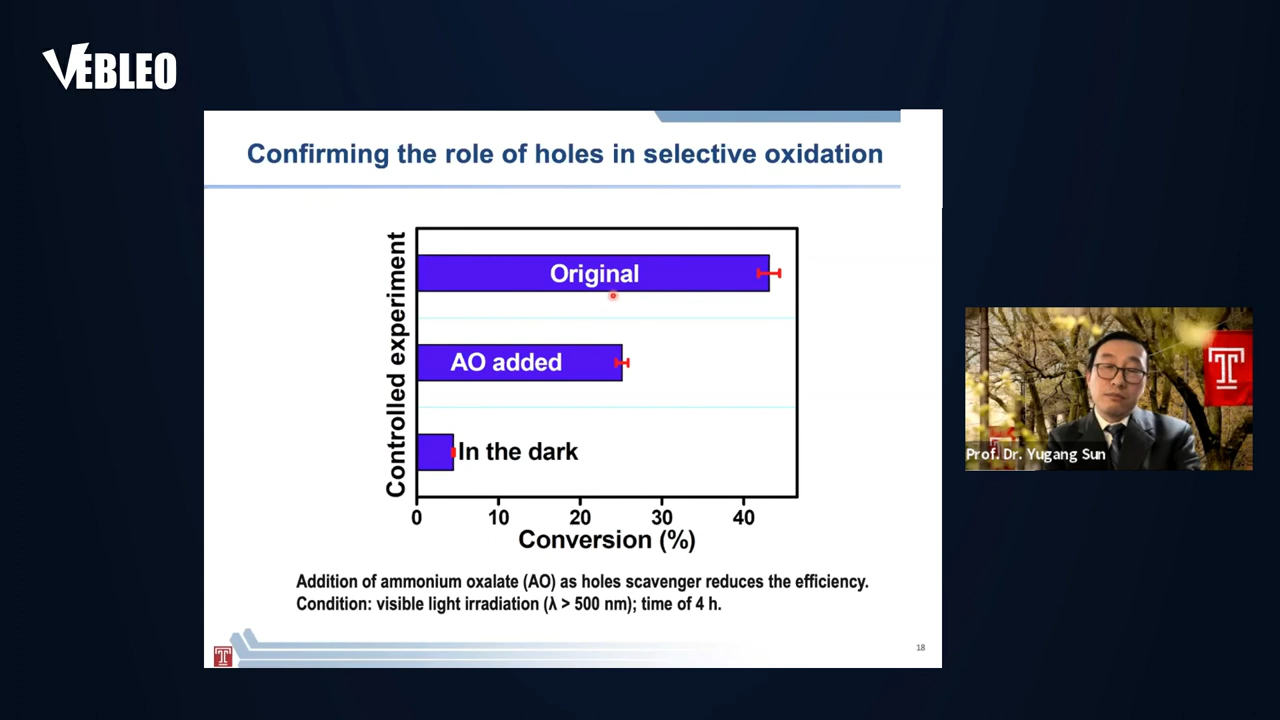 VEBLEO
Confirming the role of holes in selective oxidation
Controlled experiment
Original
AO added
In the dark
0 10 20 30 40
Conversion (%)
Addition of ammonium oxalate (AO) as holes scavenger reduces the efficiency.
Condition: visible light irradiation (λ > 500 nm); time of 4 h.
T
18
T
Prof. Dr. Yugang Sun